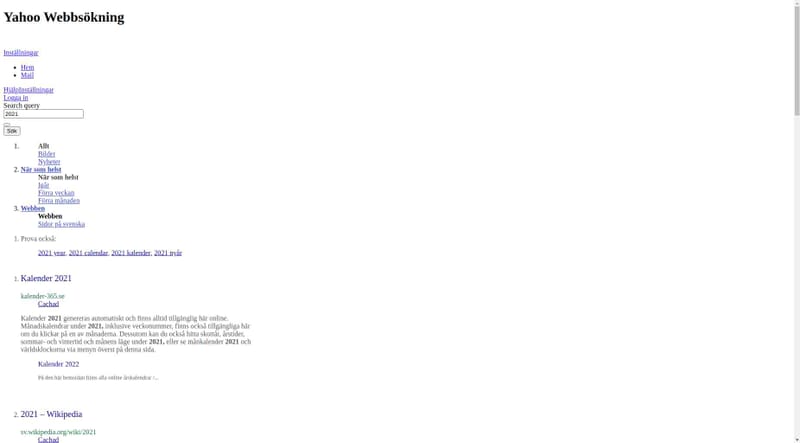 Yahoo Webbsökning
Inställningar
Hem
Mail
Hjälpinställningar
Logga in
Search query
2021
Sök
1. Allt
Bilder
Nyheter
2. När som helst
När som helst
Igår
Förra veckan
Förra månaden
3. Webben
Webben
Sidor på svenska
1. Prova också:
2021 year, 2021 calendar, 2021 kalender, 2021 nyår
1. Kalender 2021
kalender-365.se
Cachad
Kalender 2021 genereras automatiskt och finns alltid tillgänglig här online.
Månadskalendrar under 2021, inklusive veckonummer, finns också tillgängliga här
om du klickar på en av månaderna. Dessutom kan du också hitta skottår, årstider,
sommar- och vintertid och månens läge under 2021, eller se månkalender 2021 och
världsklockorna via menyn överst på denna sida.
Kalender 2022
På den här hemsidan finns alla online årskalendrar /...
2. 2021 – Wikipedia
sv.wikipedia.org/wiki/2021
Cachad